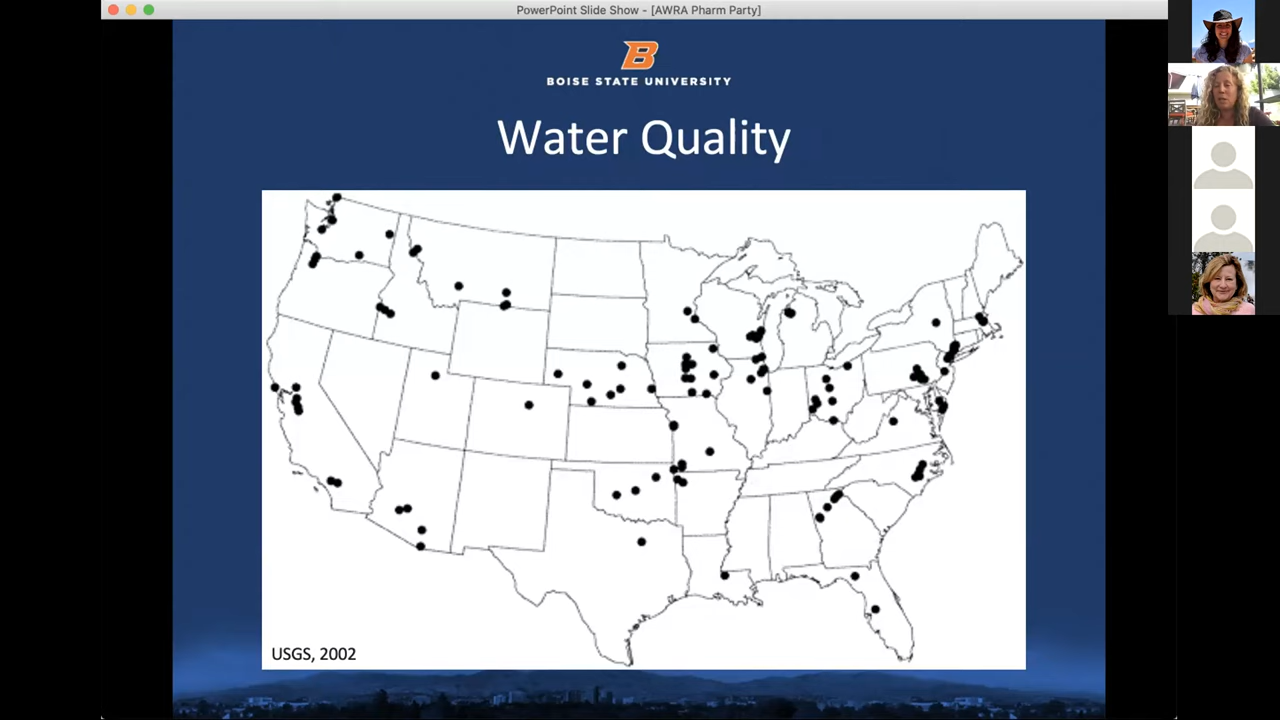 PowerPoint Slide Show - [AWRA Pharm Party]
B
BOISE STATE UNIVERSITY
Water Quality
USGS, 2002